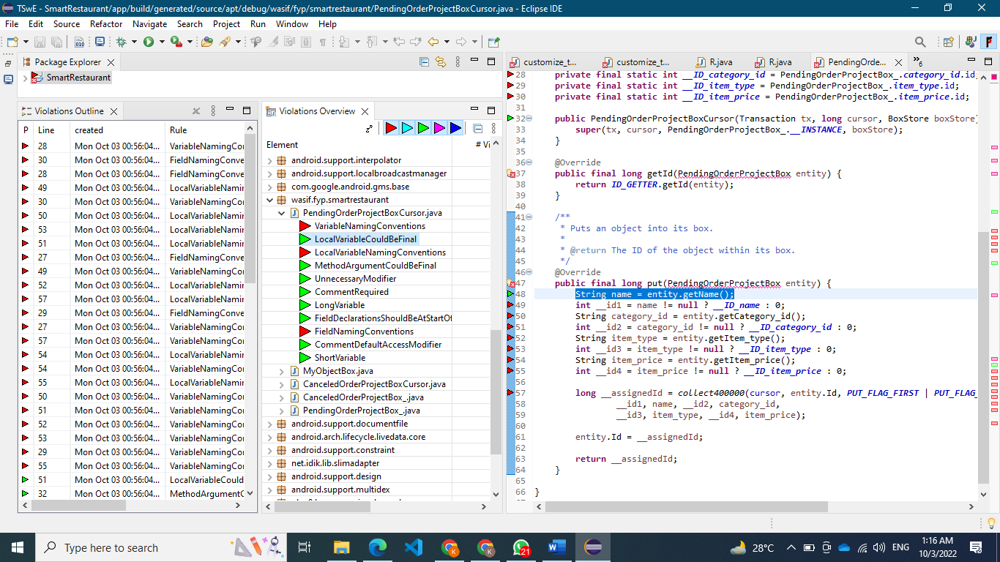 TSwE - SmartRestaurant/app/build/generated/source/apt/debug/wasif/fyp/smartrestaurant/PendingOrderProjectBoxCursor.java - Eclipse IDE
File Edit Source Refactor Navigate Search Project Run Window Help
Package Explorer
SmartRestaurant
Violations Outline
P Line created Rule
28 Mon Oct 03 00:56:04... VariableNamingCo
30 Mon Oct 03 00:56:04... FieldNamingConve
28 Mon Oct 03 00:56:04... FieldNamingConve
49 Mon Oct 03 00:56:04... LocalVariableNamin
30 Mon Oct 03 00:56:04... VariableNamingCo
50 Mon Oct 03 00:56:04... LocalVariableNamin
53 Mon Oct 03 00:56:04... LocalVariableNamin
51 Mon Oct 03 00:56:04... LocalVariableNamin
27 Mon Oct 03 00:56:04... FieldNamingConve
49 Mon Oct 03 00:56:04... VariableNamingCo
52 Mon Oct 03 00:56:04... LocalVariableNamin
57 Mon Oct 03 00:56:04... LocalVariableNamin
29 Mon Oct 03 00:56:04... FieldNamingConve
27 Mon Oct 03 00:56:04... VariableNamingCo
57 Mon Oct 03 00:56:04... VariableNamingCo
54 Mon Oct 03 00:56:04... LocalVariableNamin
54 Mon Oct 03 00:56:04... VariableNamingCo
55 Mon Oct 03 00:56:04... LocalVariableNamin
50 Mon Oct 03 00:56:04... VariableNamingCo
51 Mon Oct 03 00:56:04... VariableNamingCo
52 Mon Oct 03 00:56:04... VariableNamingCo
53 Mon Oct 03 00:56:04... VariableNamingCo
29 Mon Oct 03 00:56:04... VariableNamingCo
55 Mon Oct 03 00:56:04... VariableNamingCo
51 Mon Oct 03 00:56:04... LocalVariableCould
32 Mon Oct 03 00:56:04... MethodArgumentC
Violations Overview
Element # Vi
android.support.interpolator
android.support.localbroadcastmanager
com.google.android.gms.base
wasif.fyp.smartrestaurant
PendingOrderProjectBoxCursor.java
VariableNamingConventions
LocalVariableCouldBeFinal
LocalVariableNamingConventions
MethodArgumentCouldBeFinal
UnnecessaryModifier
CommentRequired
LongVariable
FieldDeclarationsShouldBeAtStartOf
FieldNamingConventions
CommentDefaultAccessModifier
ShortVariable
MyObjectBox.java
CanceledOrderProjectBoxCursor.java
CanceledOrderProjectBox_.java
PendingOrderProjectBox_.java
android.support.documentfile
android.arch.lifecycle.livedata.core
android.support.constraint
net.idik.lib.slimadapter
android.support.design
android.support.multidex
customize_t... customize_t... R.java R.java PendingOrde... »6
28 private final static int __ID_category_id = PendingOrderProjectBox_.category_id.id;
29 private final static int __ID_item_type = PendingOrderProjectBox_.item_type.id;
30 private final static int __ID_item_price = PendingOrderProjectBox_.item_price.id;
31
32 public PendingOrderProjectBoxCursor(Transaction tx, long cursor, BoxStore boxStore)
33 super(tx, cursor, PendingOrderProjectBox_.__INSTANCE, boxStore);
34 }
35
36 @Override
37 public final long getId(PendingOrderProjectBox entity) {
38 return ID_GETTER.getId(entity);
39 }
40
41 /**
42 * Puts an object into its box.
43 *
44 * @return The ID of the object within its box.
45 */
46 @Override
47 public final long put(PendingOrderProjectBox entity) {
48 String name = entity.getName();
49 int __id1 = name != null ? __ID_name : 0;
50 String category_id = entity.getCategory_id();
51 int __id2 = category_id != null ? __ID_category_id : 0;
52 String item_type = entity.getItem_type();
53 int __id3 = item_type != null ? __ID_item_type : 0;
54 String item_price = entity.getItem_price();
55 int __id4 = item_price != null ? __ID_item_price : 0;
56
57 long __assignedId = collect400000(cursor, entity.Id, PUT_FLAG_FIRST | PUT_FLAG_
58 __id1, name, __id2, category_id,
59 __id3, item_type, __id4, item_price);
60
61 entity.Id = __assignedId;
62
63 return __assignedId;
64 }
65
66 }
Type here to search
21
28°C
ENG
1:16 AM
10/3/2022